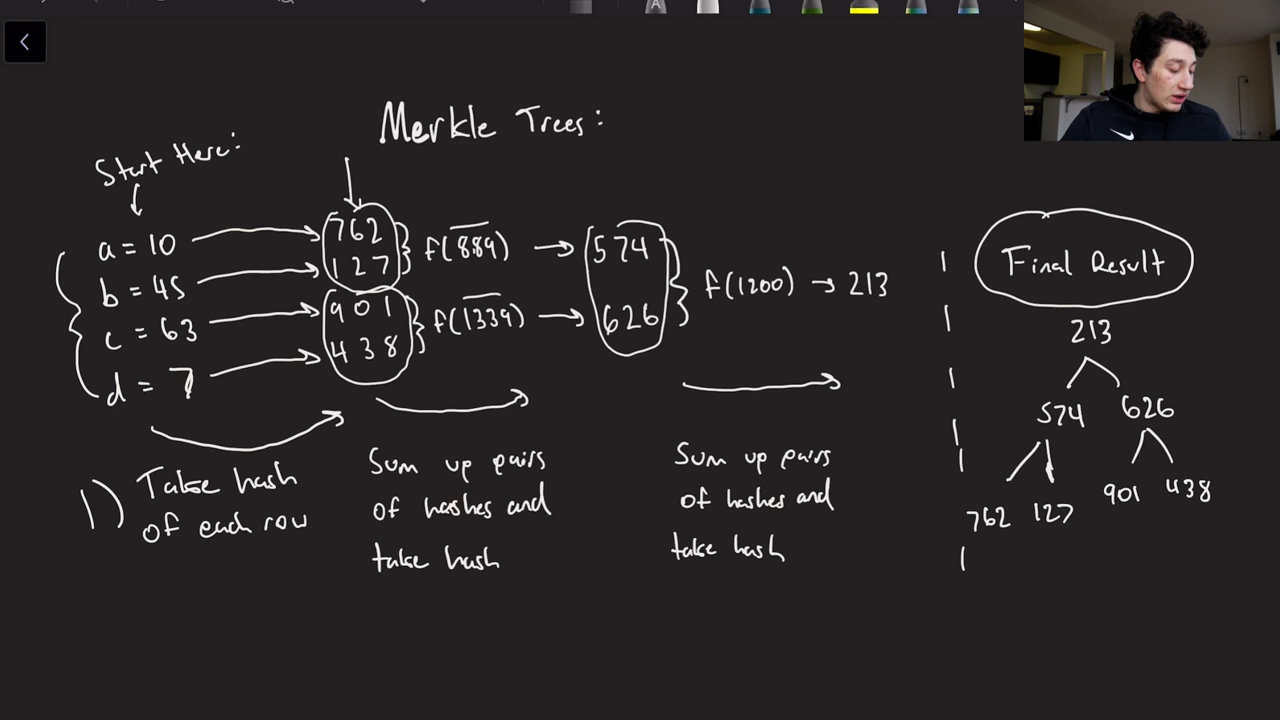 Merkle Trees:
Start Here:
a = 10
b = 45
c = 63
d = 7
762
127
901
438
f(889)
f(1339)
574
626
f(1200) → 213
1) Take hash
of each row
Sum up pairs
of hashes and
take hash
Sum up pairs
of hashes and
take hash
Final Result
213
574 626
762 127 901 438